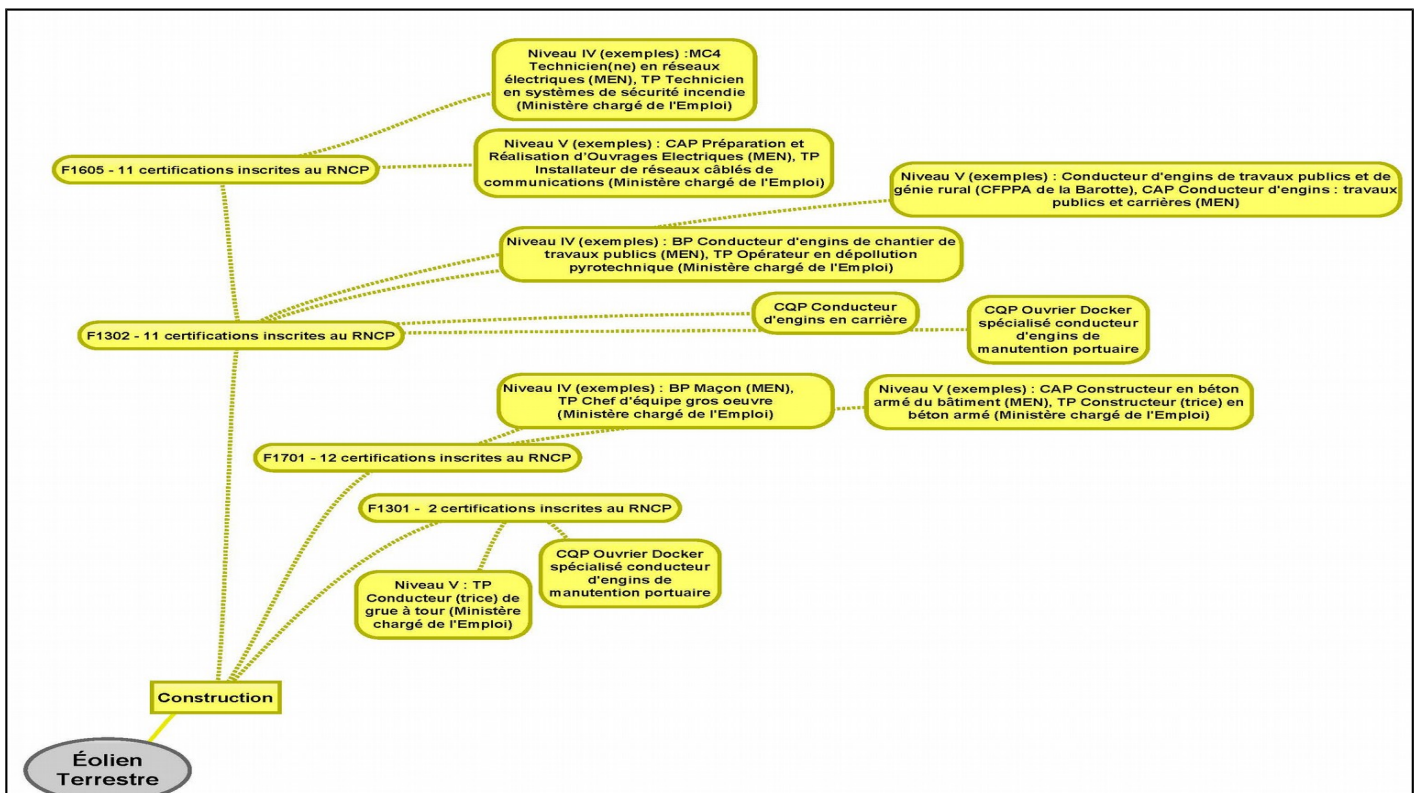 Niveau IV (exemples) :MC4
Technicien(ne) en réseaux
électriques (MEN), TP Technicien
en systèmes de sécurité incendie
(Ministère chargé de l'Emploi)
Niveau V (exemples) : CAP Préparation et
Réalisation d'Ouvrages Electriques (MEN), TP
Installateur de réseaux câblés de
communications (Ministère chargé de l'Emploi)
F1605 - 11 certifications inscrites au RNCP
Niveau V (exemples) : Conducteur d'engins de travaux publics et de
génie rural (CFPPA de la Barotte), CAP Conducteur d'engins : travaux
publics et carrières (MEN)
Niveau IV (exemples) : BP Conducteur d'engins de chantier de
travaux publics (MEN), TP Opérateur en dépollution
pyrotechnique (Ministère chargé de l'Emploi)
CQP Conducteur
d'engins en carrière
CQP Ouvrier Docker
spécialisé conducteur
d'engins de
manutention portuaire
F1302 - 11 certifications inscrites au RNCP
Niveau IV (exemples) : BP Maçon (MEN),
TP Chef d'équipe gros oeuvre
(Ministère chargé de l'Emploi)
Niveau V (exemples) : CAP Constructeur en béton
armé du bâtiment (MEN), TP Constructeur (trice) en
béton armé (Ministère chargé de l'Emploi)
F1701 - 12 certifications inscrites au RNCP
F1301 - 2 certifications inscrites au RNCP
CQP Ouvrier Docker
spécialisé conducteur
d'engins de
manutention portuaire
Niveau V : TP
Conducteur (trice) de
grue à tour (Ministère
chargé de l'Emploi)
Construction
Éolien
Terrestre